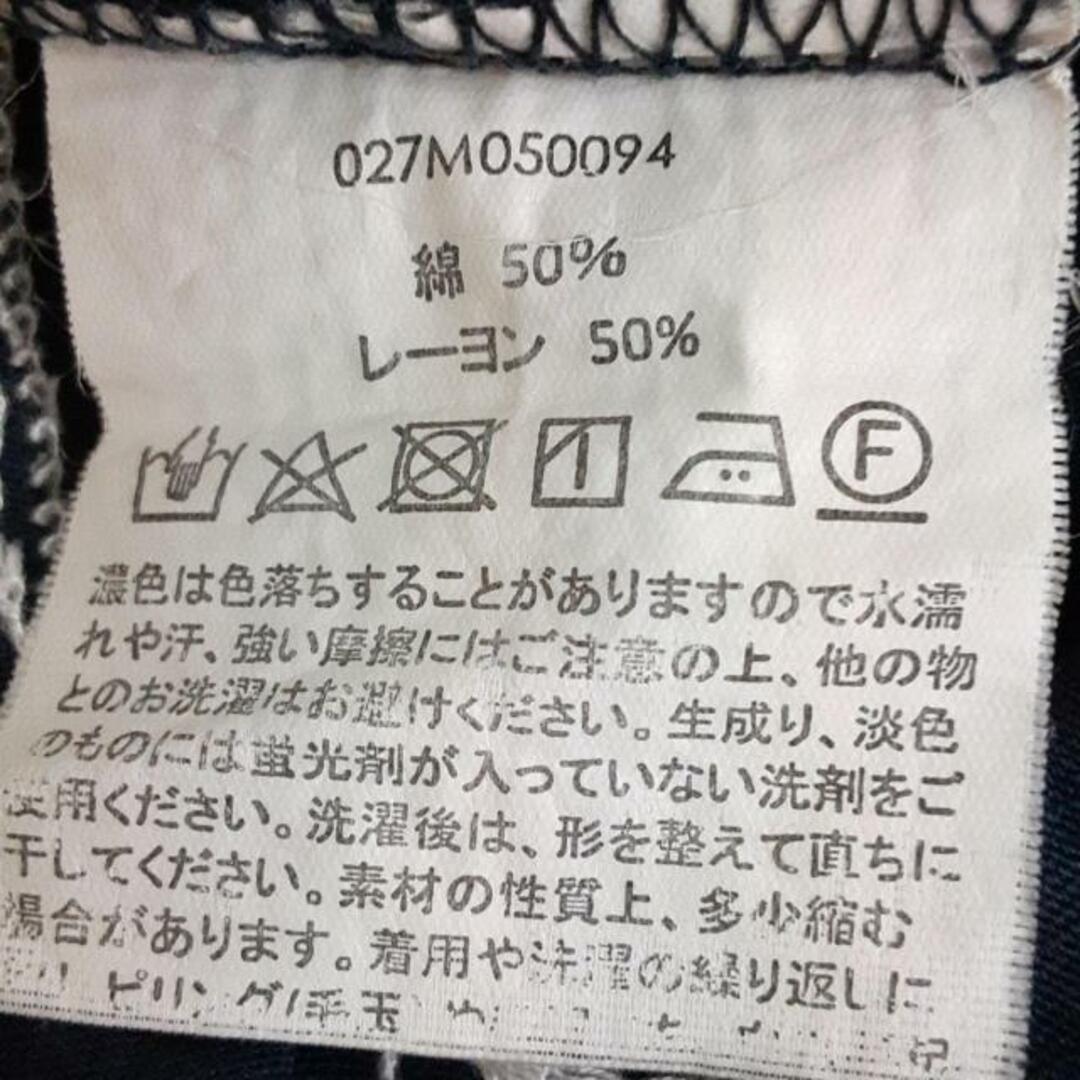 027M050094
綿 50%
レーヨン 50%
F
濃色は色落ちすることがありますので水濡
れや汗、強い摩擦にはご注意の上、他の物
とのお洗濯はお避けください。生成り、淡色
のものには蛍光剤が入っていない洗剤をご
使用ください。洗濯後は、形を整えて直ちに
干してください。素材の性質上、多少縮む
場合があります。着用や洗濯の繰り返しに
ピリング(毛玉)